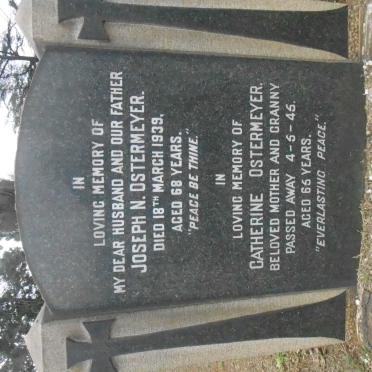 IN
LOVING MEMORY OF
MY DEAR HUSBAND AND OUR FATHER
JOSEPH N. OSTERMEYER.
DIED 18TH MARCH 1939,
AGED 68 YEARS.
"PEACE BE THINE."
IN
LOVING MEMORY OF
CATHERINE OSTERMEYER.
BELOVED MOTHER AND GRANNY
PASSED AWAY 4-5-46.
AGED 65 YEARS.
"EVERLASTING PEACE."